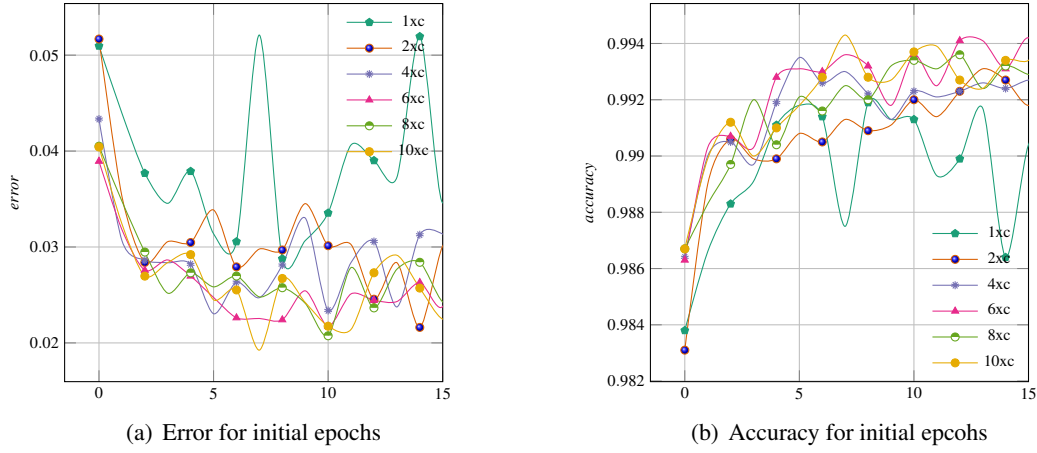 0.05
0.04
0.03
0.02
error
0
5
10
15
1xc
2xc
4xc
6xc
8xc
10xc
(a) Error for initial epochs
0.994
0.992
0.99
0.988
0.986
0.984
0.982
accuracy
0
5
10
15
1xc
2xc
4xc
6xc
8xc
10xc
(b) Accuracy for initial epcohs